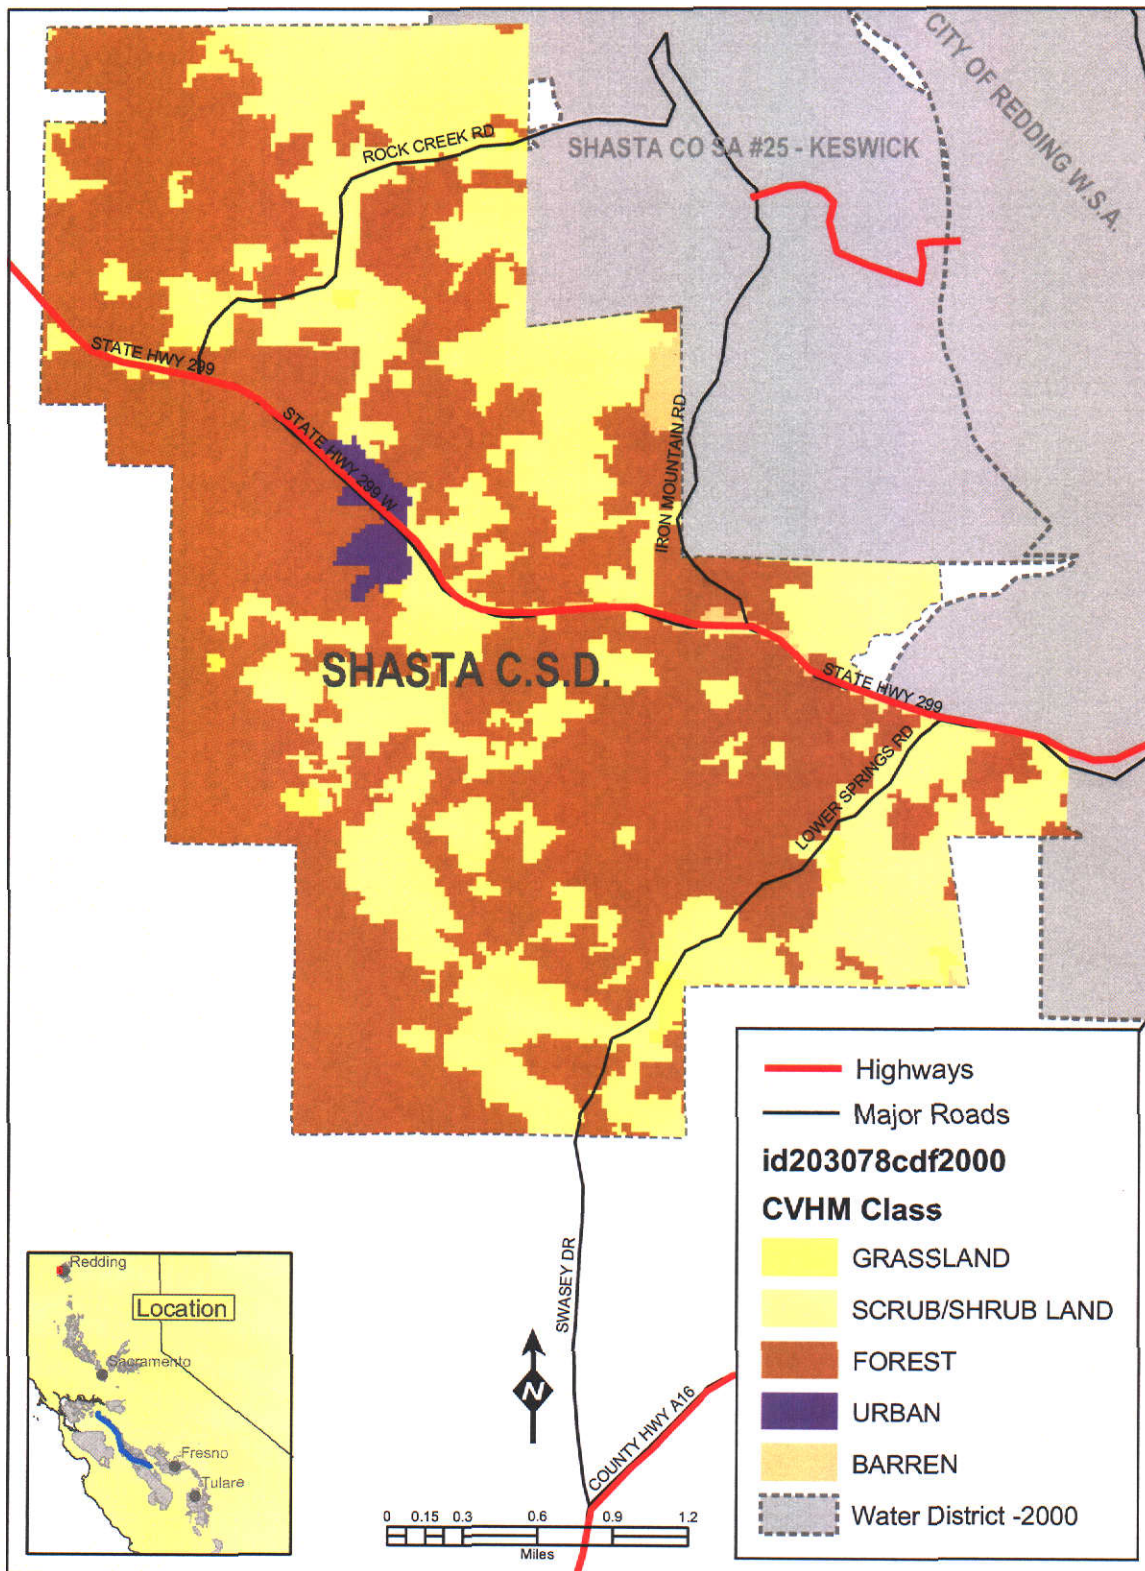 CITY OF REDDING W.S.A.
ROCK CREEK RD
SHASTA CO SA #25 - KESWICK
STATE HWY 299
STATE HWY 299 W
IRON MOUNTAIN RD
SHASTA C.S.D.
STATE HWY 299
LOWER SPRINGS RD
SWASEY DR
COUNTY HWY A16
N
0 0.15 0.3 0.6 0.9 1.2
Miles
Redding
Location
Sacramento
Fresno
Tulare
Highways
Major Roads
id203078cdf2000
CVHM Class
GRASSLAND
SCRUB/SHRUB LAND
FOREST
URBAN
BARREN
Water District -2000